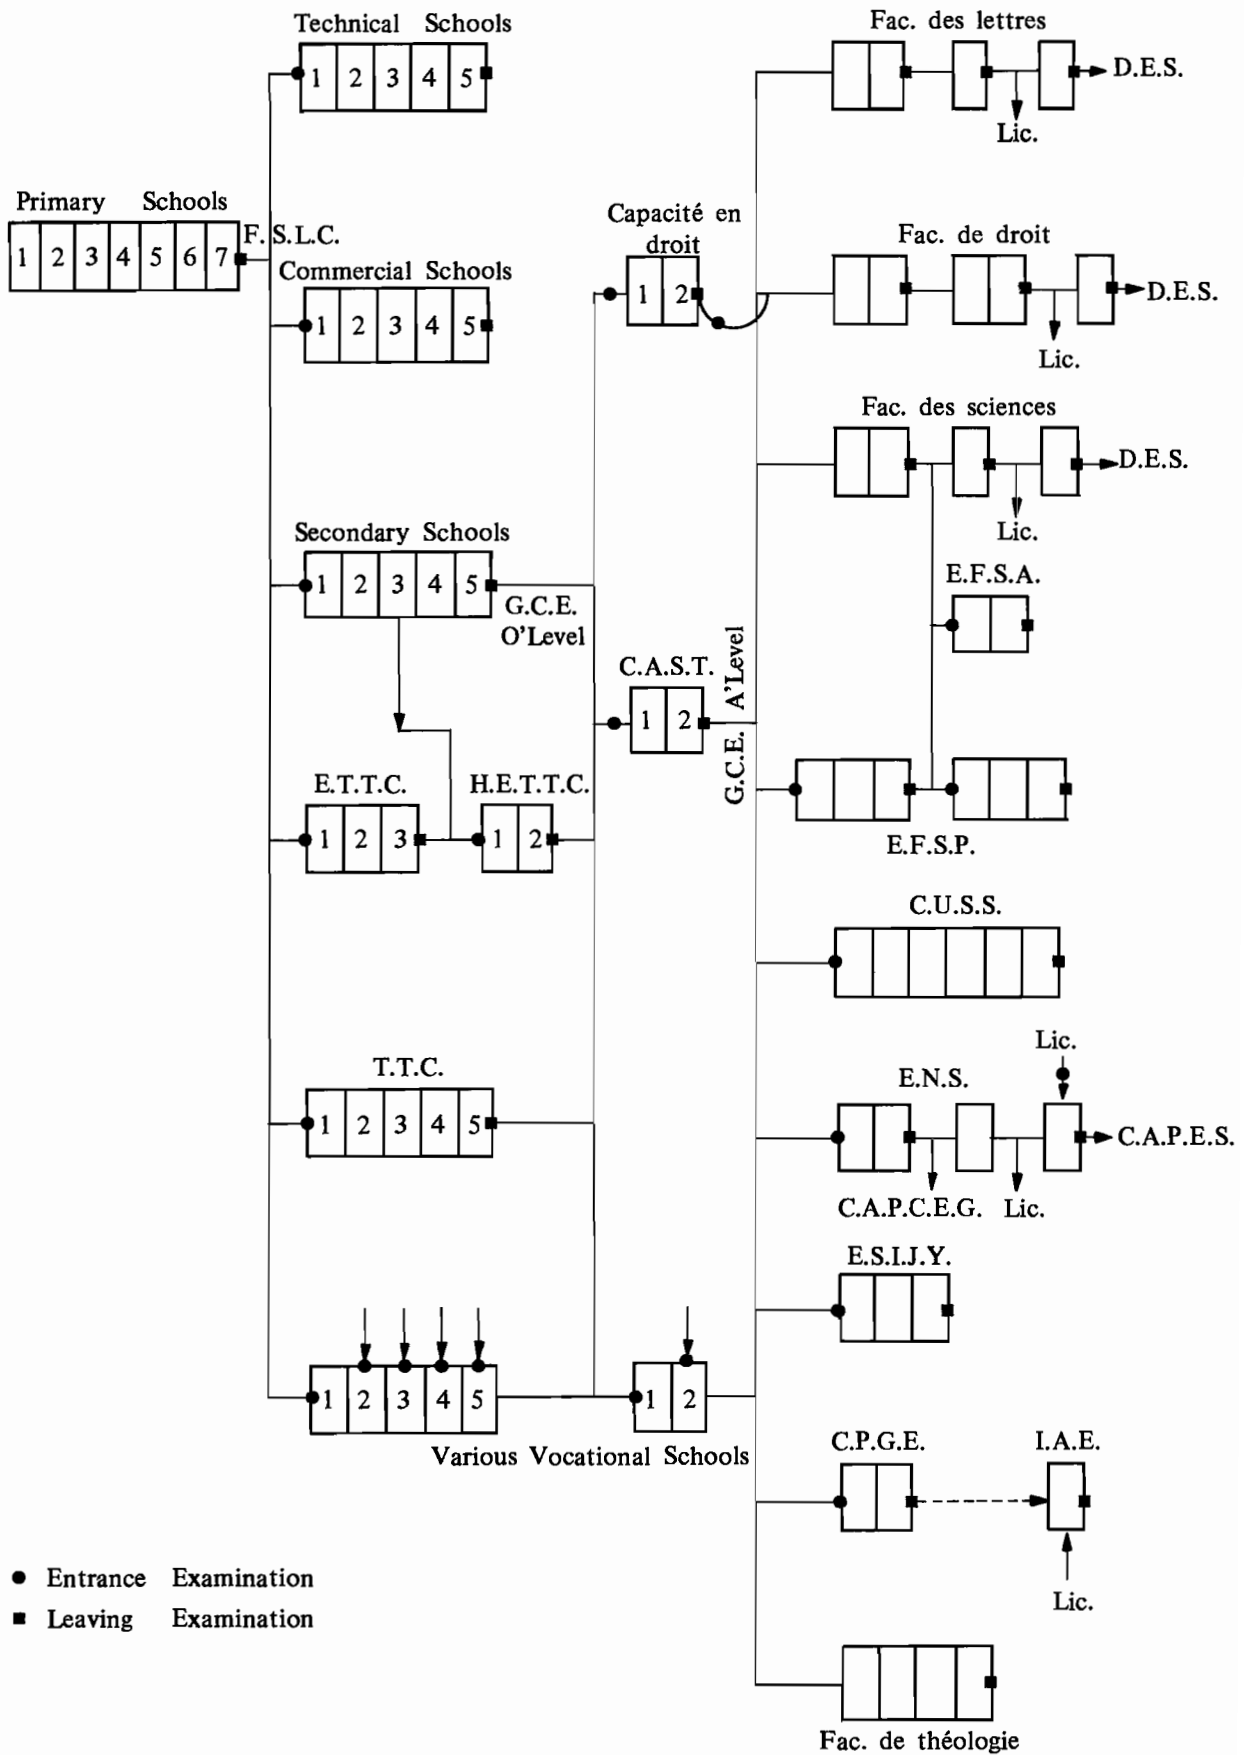 Technical Schools
1 2 3 4 5
Primary Schools
1 2 3 4 5 6 7
F.S.L.C.
Commercial Schools
1 2 3 4 5
Secondary Schools
1 2 3 4 5
G.C.E.
O'Level
E.T.T.C.
1 2 3
H.E.T.T.C.
1 2
T.T.C.
1 2 3 4 5
1 2 3 4 5
1 2
Various Vocational Schools
Capacité en
droit
1 2
C.A.S.T.
1 2
G.C.E. A'Level
Fac. des lettres
D.E.S.
Lic.
Fac. de droit
D.E.S.
Lic.
Fac. des sciences
D.E.S.
Lic.
E.F.S.A.
E.F.S.P.
C.U.S.S.
Lic.
E.N.S.
C.A.P.E.S.
C.A.P.C.E.G. Lic.
E.S.I.J.Y.
C.P.G.E.
I.A.E.
Lic.
Fac. de théologie
Entrance Examination
Leaving Examination